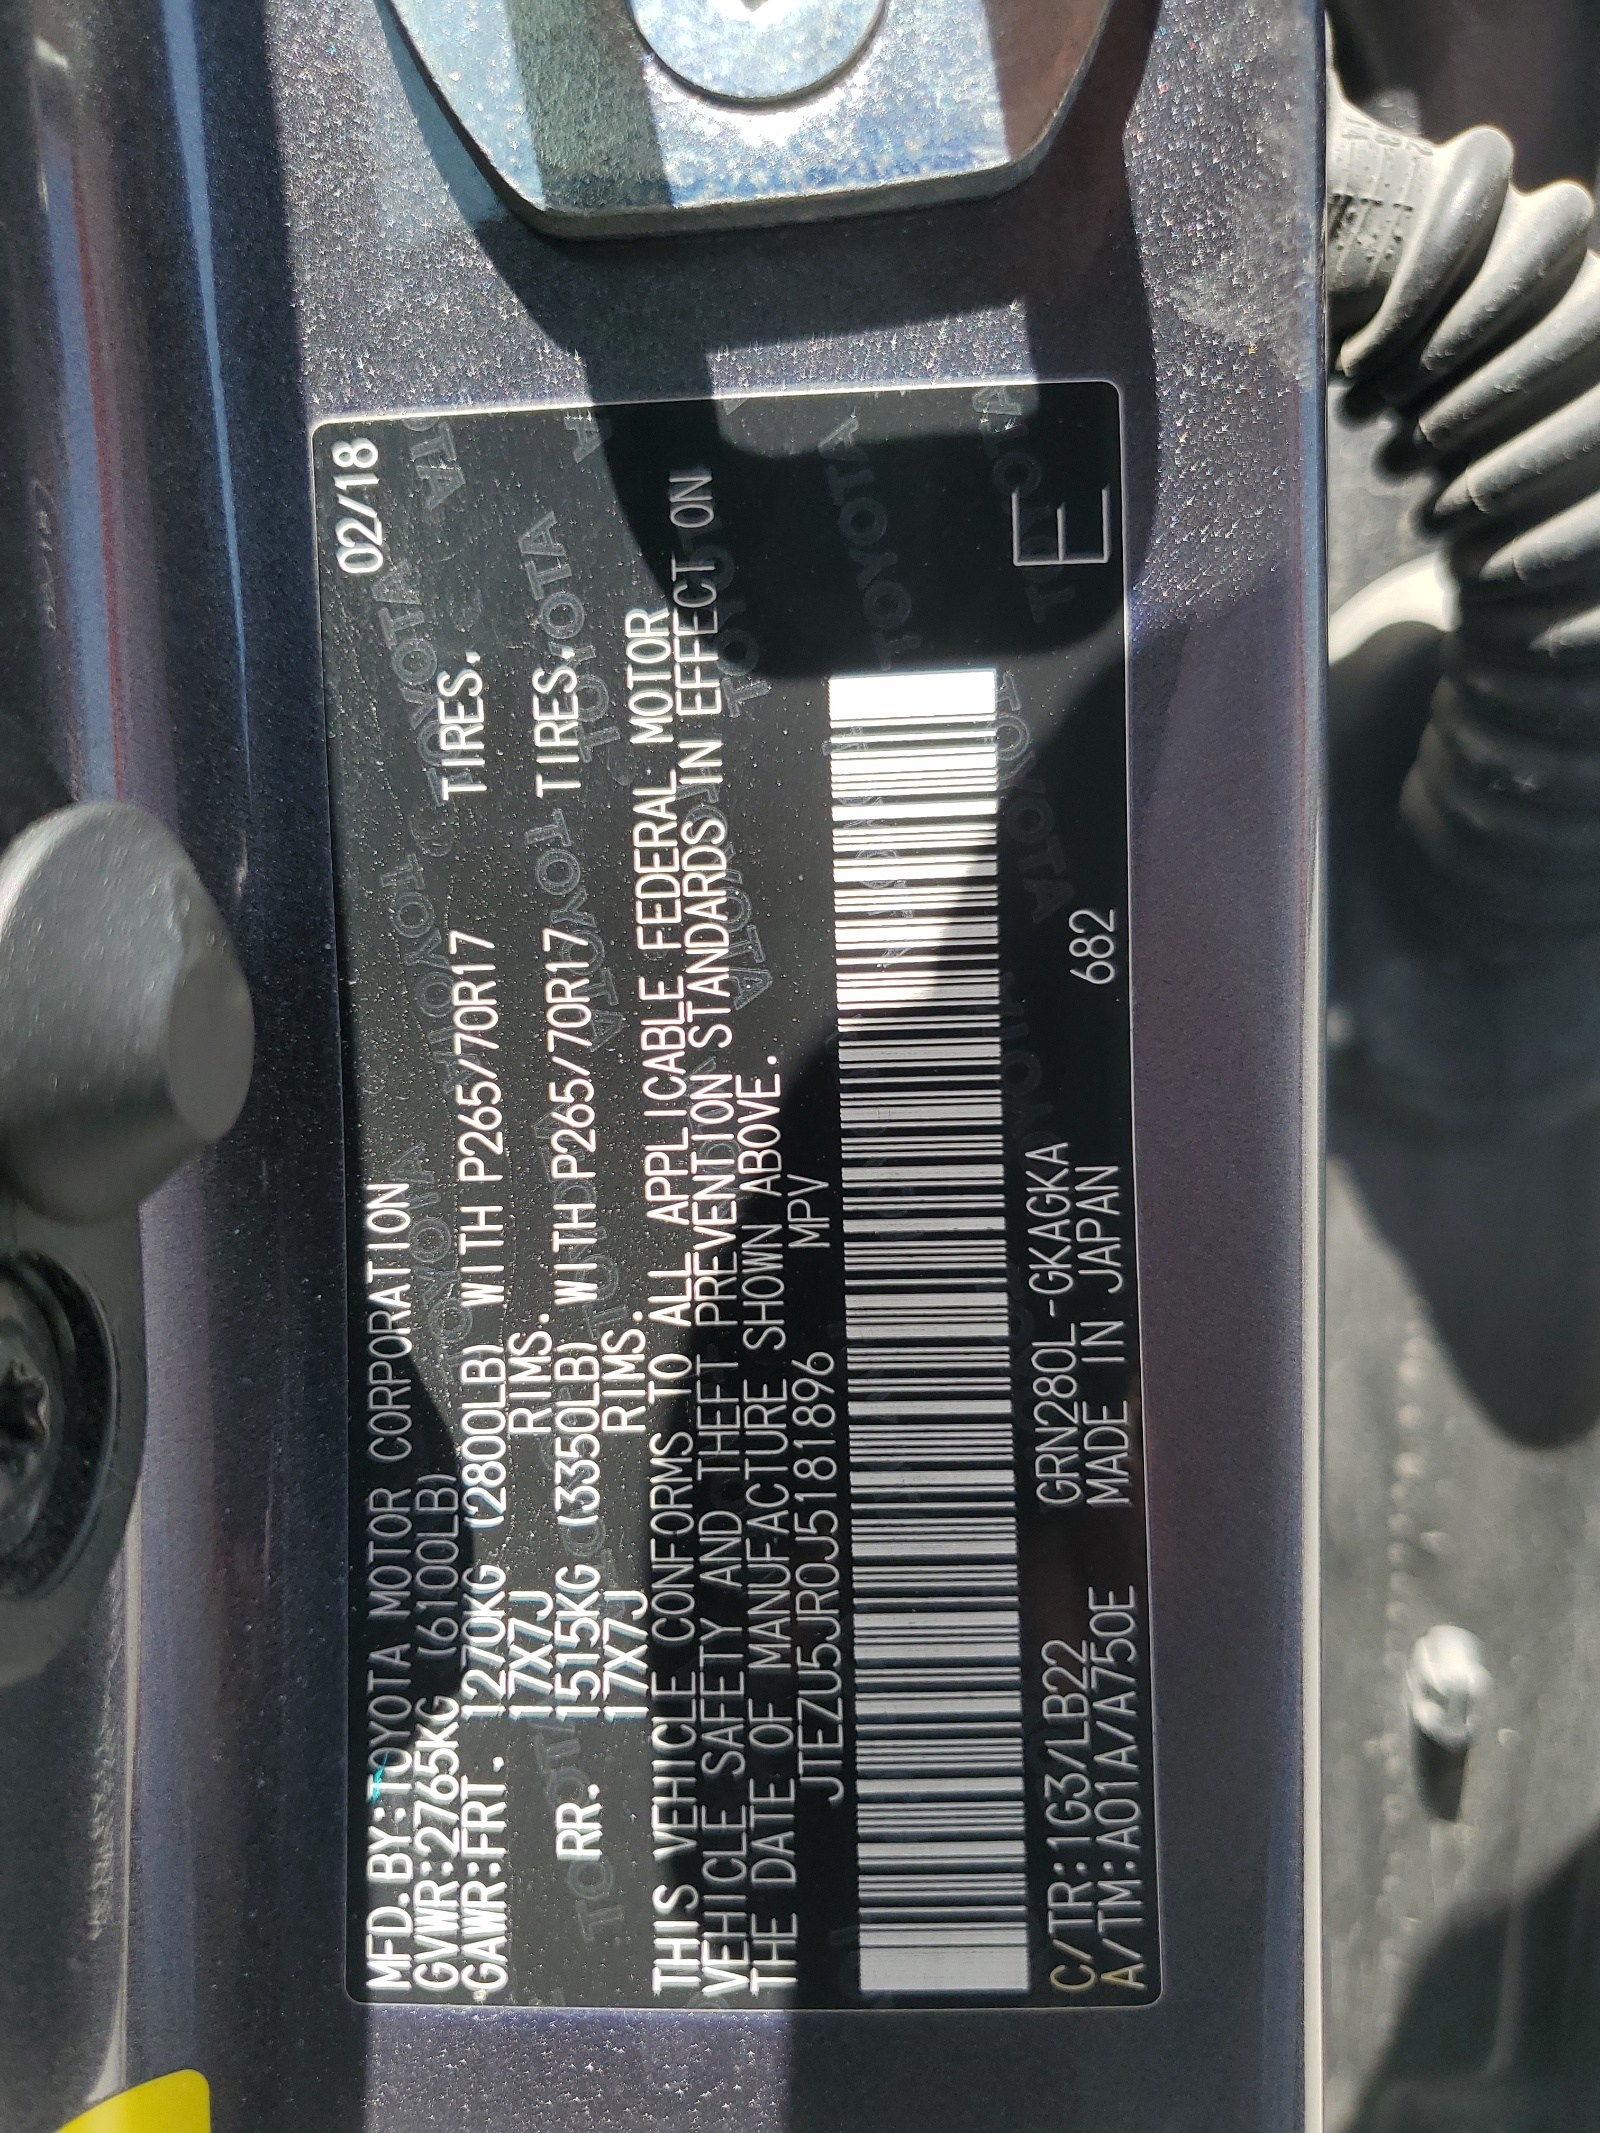 02/18
MFD.BY:TOYOTA MOTOR CORPORATION
GVWR:2765KG (6100LB)
GAWR:FRT. 1270KG (2800LB) WITH P265/70R17 TIRES.
17X7J RIMS.
RR. 1515KG (3350LB) WITH P265/70R17 TIRES.
17X7J RIMS.
THIS VEHICLE CONFORMS TO ALL APPLICABLE FEDERAL MOTOR
VEHICLE SAFETY AND THEFT PREVENTION STANDARDS IN EFFECT ON
THE DATE OF MANUFACTURE SHOWN ABOVE.
JTEZU5JR0J5181896 MPV
C/TR:1G3/LB22 GRN280L-GKAGKA
A/TM:A01A/A750E MADE IN JAPAN 682
E